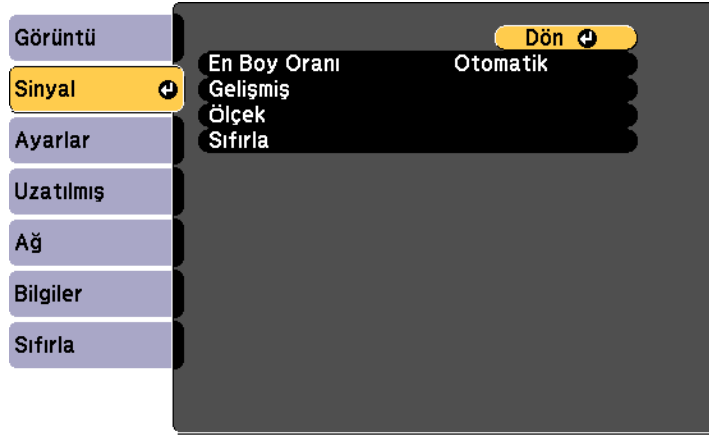 Görüntü
Sinyal
Ayarlar
Uzatılmış
Ağ
Bilgiler
Sıfırla
Dön
En Boy Oranı Otomatik
Gelişmiş
Ölçek
Sıfırla